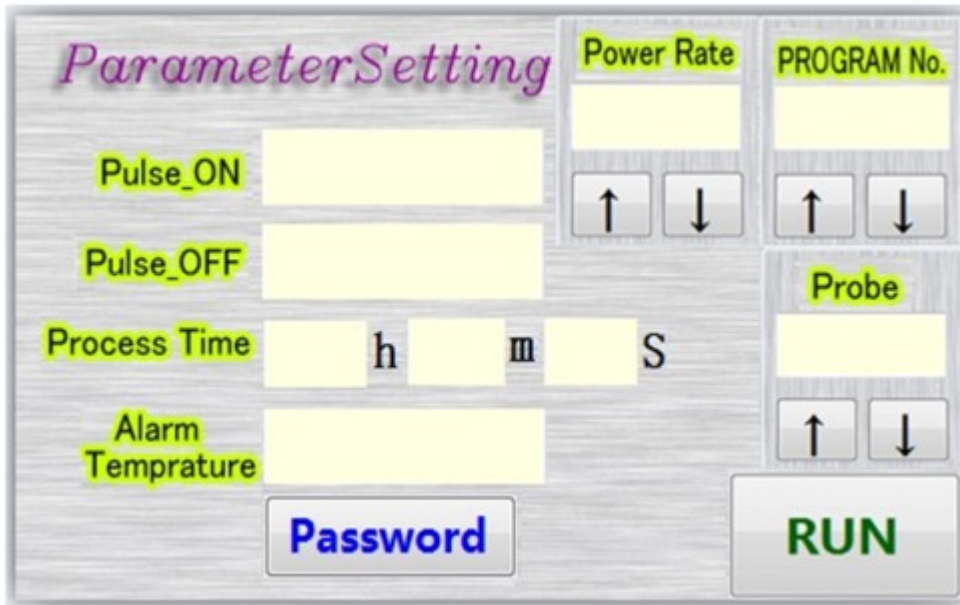 ParameterSetting
Power Rate
PROGRAM No.
↑ ↓
↑ ↓
Pulse_ON
Pulse_OFF
Process Time h m S
Alarm
Temprature
Probe
↑ ↓
Password
RUN